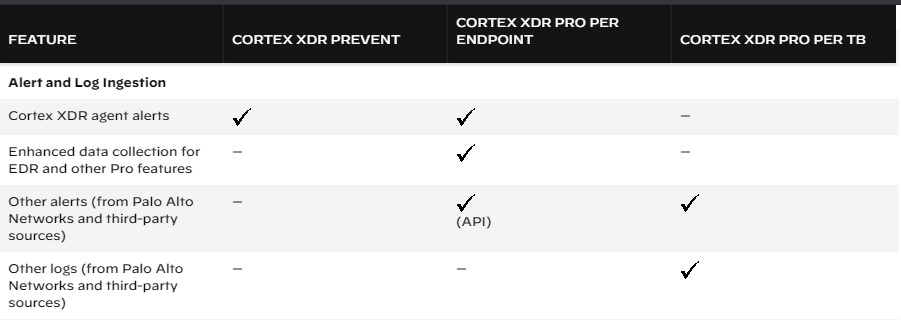 FEATURE
CORTEX XDR PREVENT
CORTEX XDR PRO PER
ENDPOINT
CORTEX XDR PRO PER TB
Alert and Log Ingestion
Cortex XDR agent alerts
✓
✓
–
Enhanced data collection for
EDR and other Pro features
–
✓
–
Other alerts (from Palo Alto
Networks and third-party
sources)
–
✓
(API)
✓
Other logs (from Palo Alto
Networks and third-party
sources)
–
–
✓